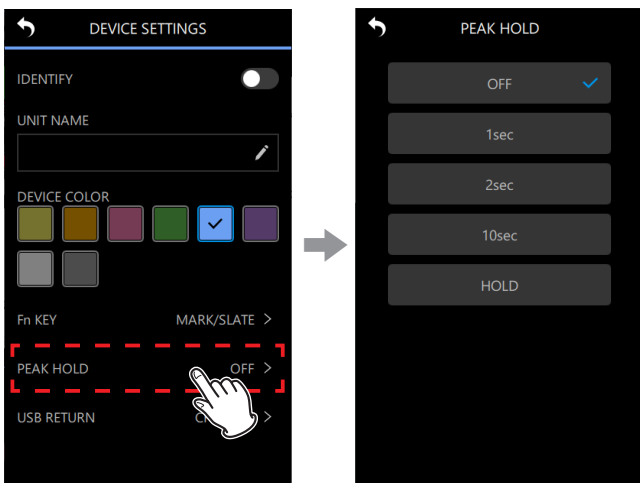 DEVICE SETTINGS
IDENTIFY
UNIT NAME
DEVICE COLOR
Fn KEY MARK/SLATE >
PEAK HOLD OFF >
USB RETURN >
PEAK HOLD
OFF
1sec
2sec
10sec
HOLD